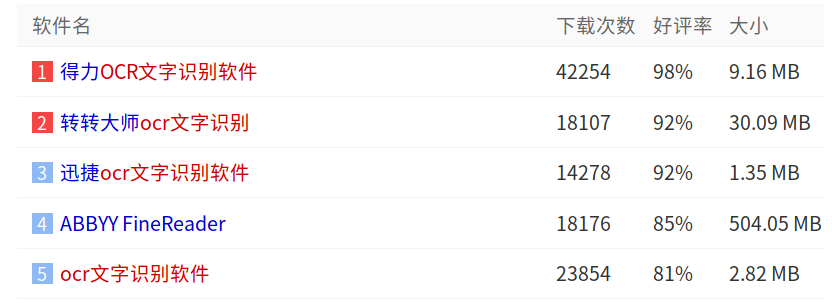 软件名 下载次数 好评率 大小
1 得力OCR文字识别软件 42254 98% 9.16 MB
2 转转大师ocr文字识别 18107 92% 30.09 MB
3 迅捷ocr文字识别软件 14278 92% 1.35 MB
4 ABBYY FineReader 18176 85% 504.05 MB
5 ocr文字识别软件 23854 81% 2.82 MB